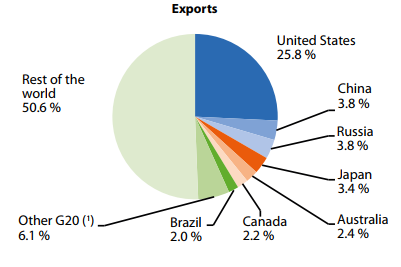 Exports
United States
25.8 %
China
3.8 %
Russia
3.8 %
Japan
3.4 %
Australia
2.4 %
Canada
2.2 %
Brazil
2.0 %
Other G20 (¹)
6.1 %
Rest of the
world
50.6 %